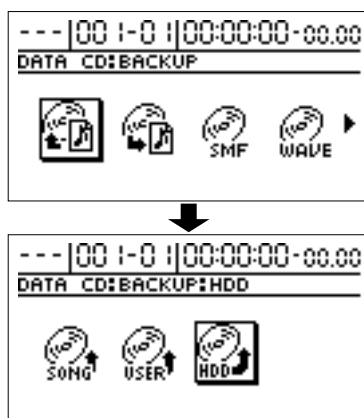 ---|001-01|00:00:00-00.00
DATA CD:BACKUP
SMF WAVE
---|001-01|00:00:00-00.00
DATA CD:BACKUP:HDD
SONG USER HDD